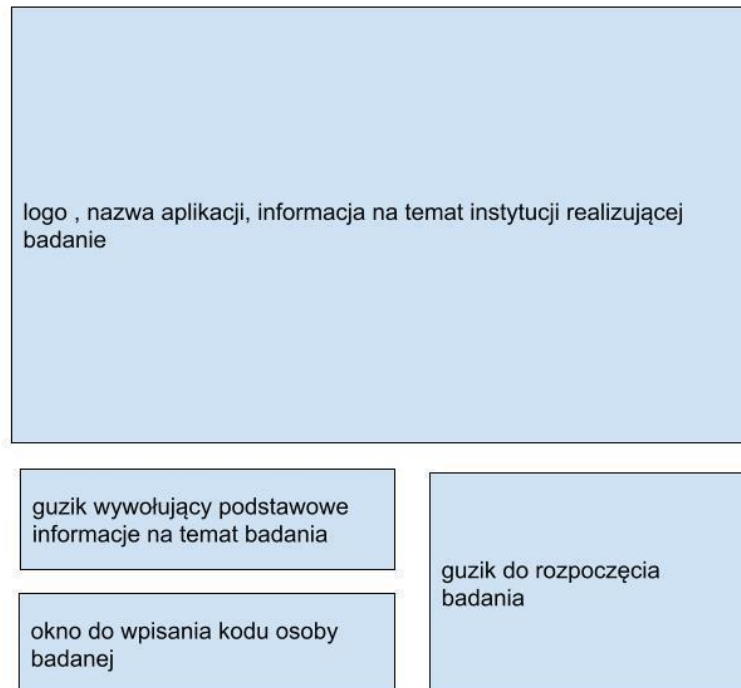 logo , nazwa aplikacji, informacja na temat instytucji realizującej
badanie
guzik wywołujący podstawowe
informacje na temat badania
okno do wpisania kodu osoby
badanej
guzik do rozpoczęcia
badania